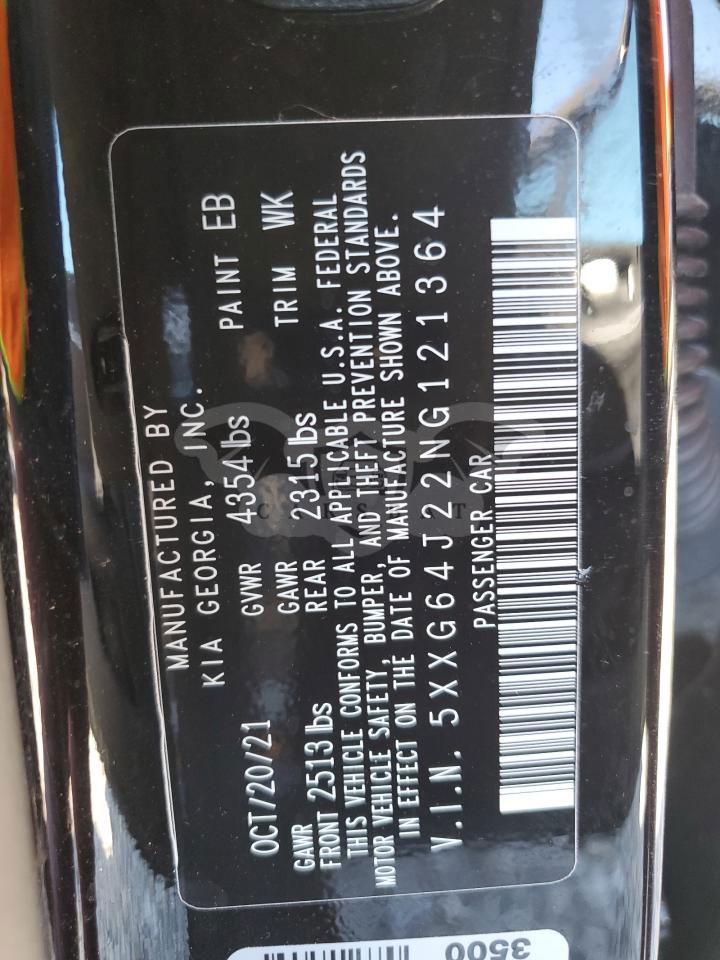 MANUFACTURED BY
KIA GEORGIA, INC.
OCT/20/21 GVWR 4354 lbs PAINT EB
GAWR FRONT 2513 lbs GAWR REAR 2315 lbs TRIM WK
THIS VEHICLE CONFORMS TO ALL APPLICABLE U.S.A. FEDERAL
MOTOR VEHICLE SAFETY, BUMPER, AND THEFT PREVENTION STANDARDS
IN EFFECT ON THE DATE OF MANUFACTURE SHOWN ABOVE.
V.I.N. 5XXG64J22NG121364
PASSENGER CAR
3500